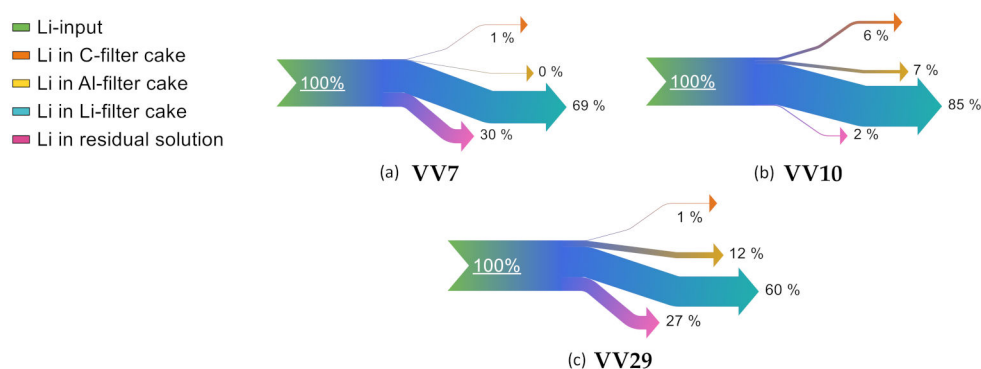 Li-input
Li in C-filter cake
Li in Al-filter cake
Li in Li-filter cake
Li in residual solution
100%
1 %
0 %
69 %
30 %
(a) VV7
100%
6 %
7 %
85 %
2 %
(b) VV10
100%
1 %
12 %
60 %
27 %
(c) VV29